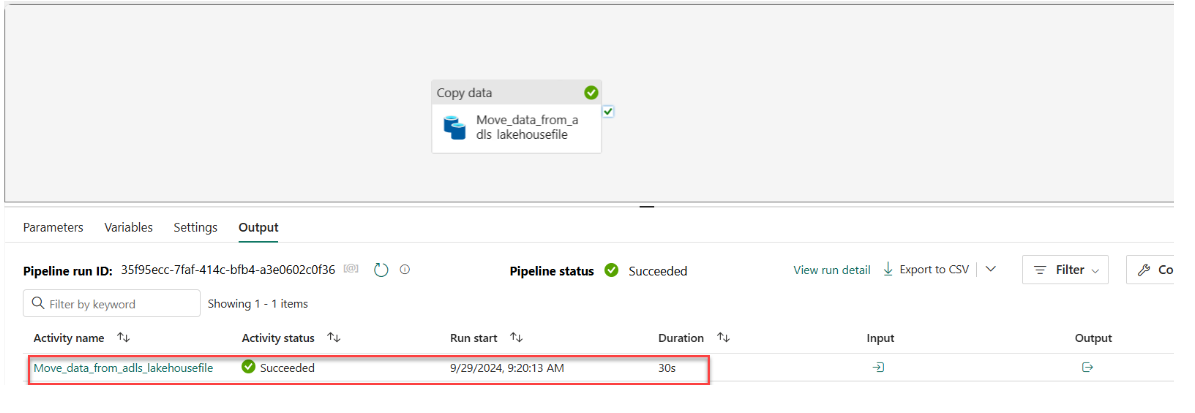 Copy data
Move_data_from_a
dls lakehousefile
Parameters Variables Settings Output
Pipeline run ID: 35f95ecc-7faf-414c-bfb4-a3e0602c0f36 Pipeline status Succeeded View run detail Export to CSV Filter Co
Filter by keyword Showing 1 - 1 items
Activity name Activity status Run start Duration Input Output
Move_data_from_adls_lakehousefile Succeeded 9/29/2024, 9:20:13 AM 30s